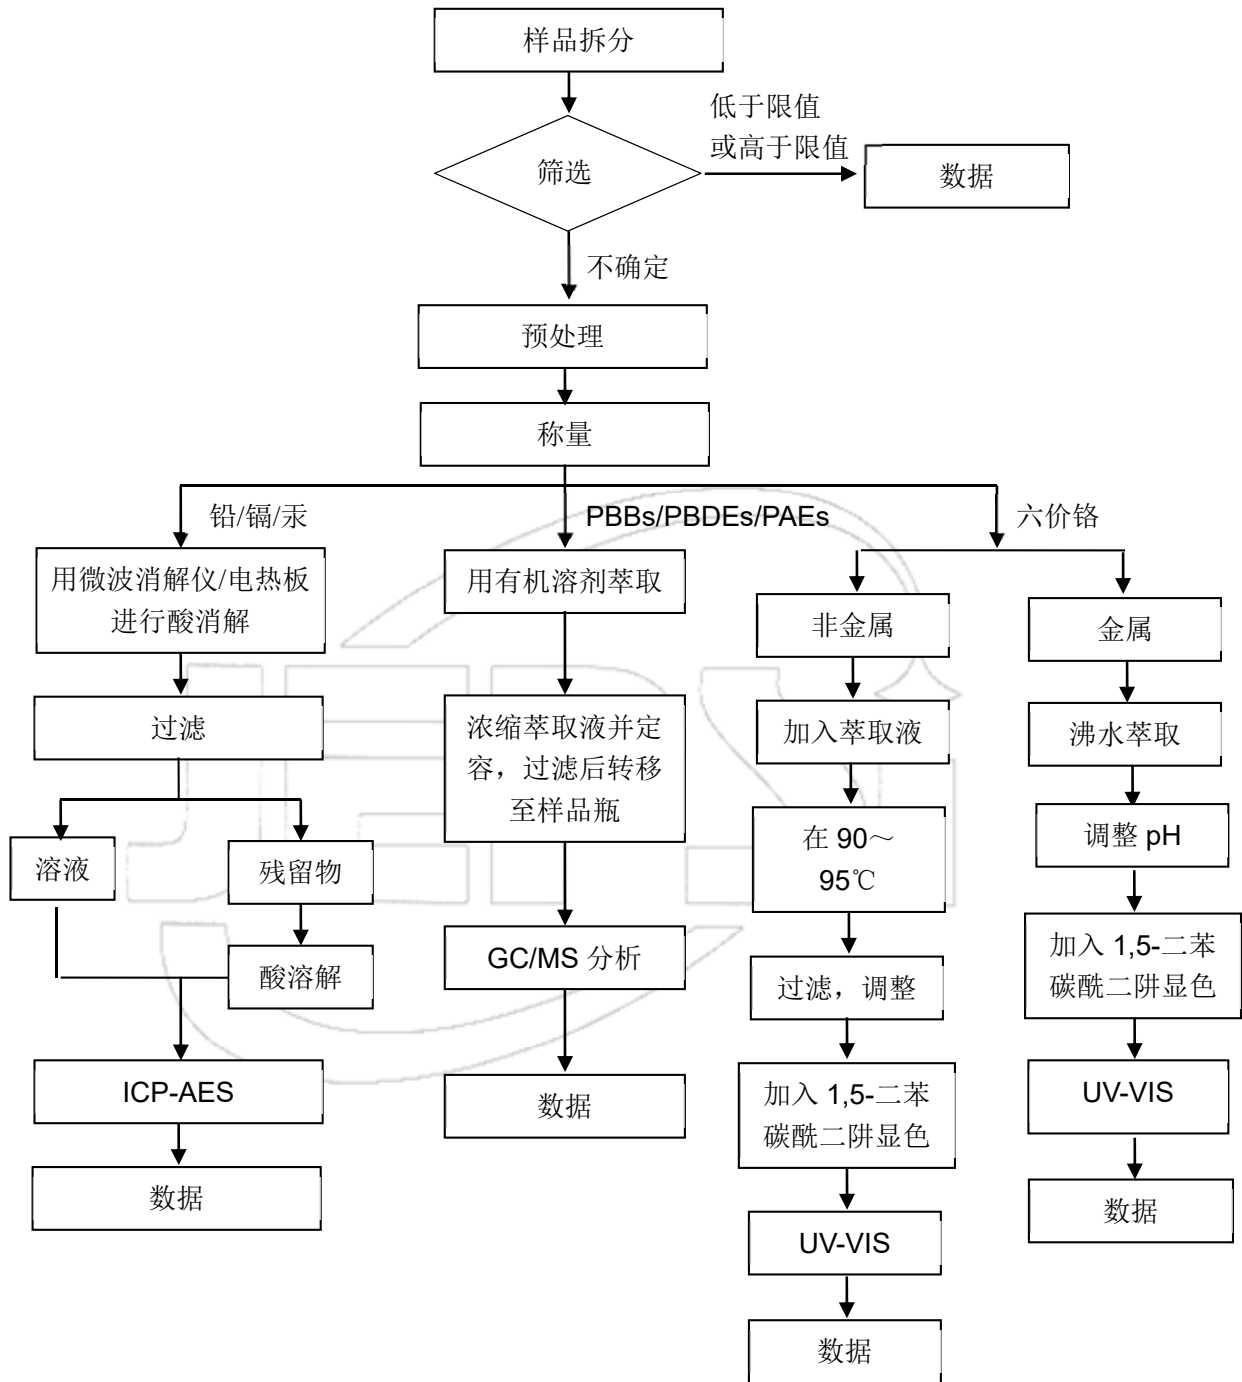 样品拆分
低于限值
或高于限值
筛选
数据
不确定
预处理
称量
铅/镉/汞
PBBs/PBDEs/PAEs
六价铬
用微波消解仪/电热板
进行酸消解
过滤
溶液
残留物
酸溶解
ICP-AES
数据
用有机溶剂萃取
浓缩萃取液并定
容，过滤后转移
至样品瓶
GC/MS 分析
数据
非金属
加入萃取液
在 90～
95℃
过滤，调整
加入 1,5-二苯
碳酰二阱显色
UV-VIS
数据
金属
沸水萃取
调整 pH
加入 1,5-二苯
碳酰二阱显色
UV-VIS
数据